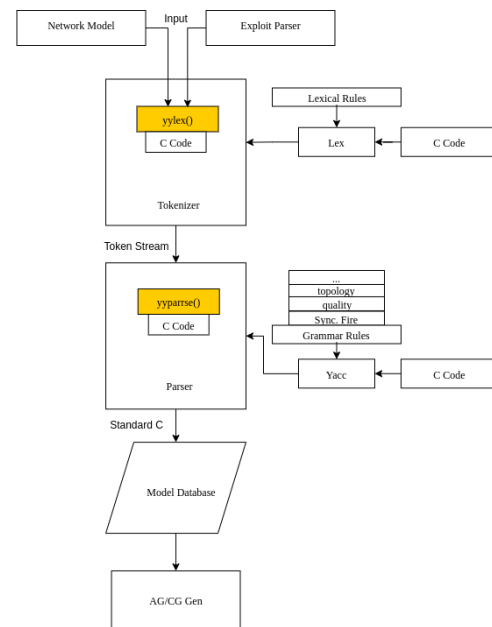 Network Model
Input
Exploit Parser
yylex()
C Code
Tokenizer
Lexical Rules
Lex
C Code
Token Stream
yyparrse()
C Code
Parser
...
topology
quality
Sync. Fire
Grammar Rules
Yacc
C Code
Standard C
Model Database
AG/CG Gen